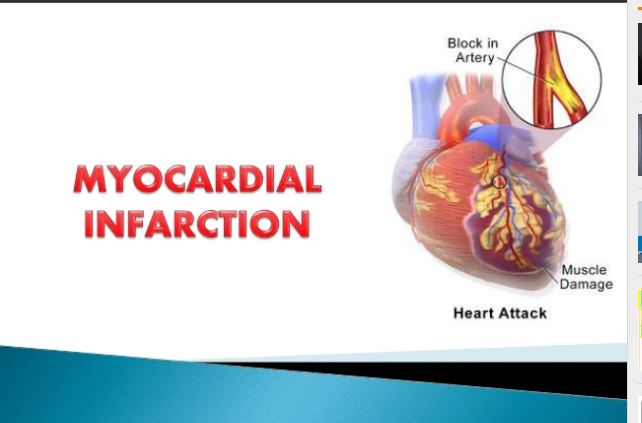 MYOCARDIAL
INFARCTION
Block in
Artery
Muscle
Damage
Heart Attack